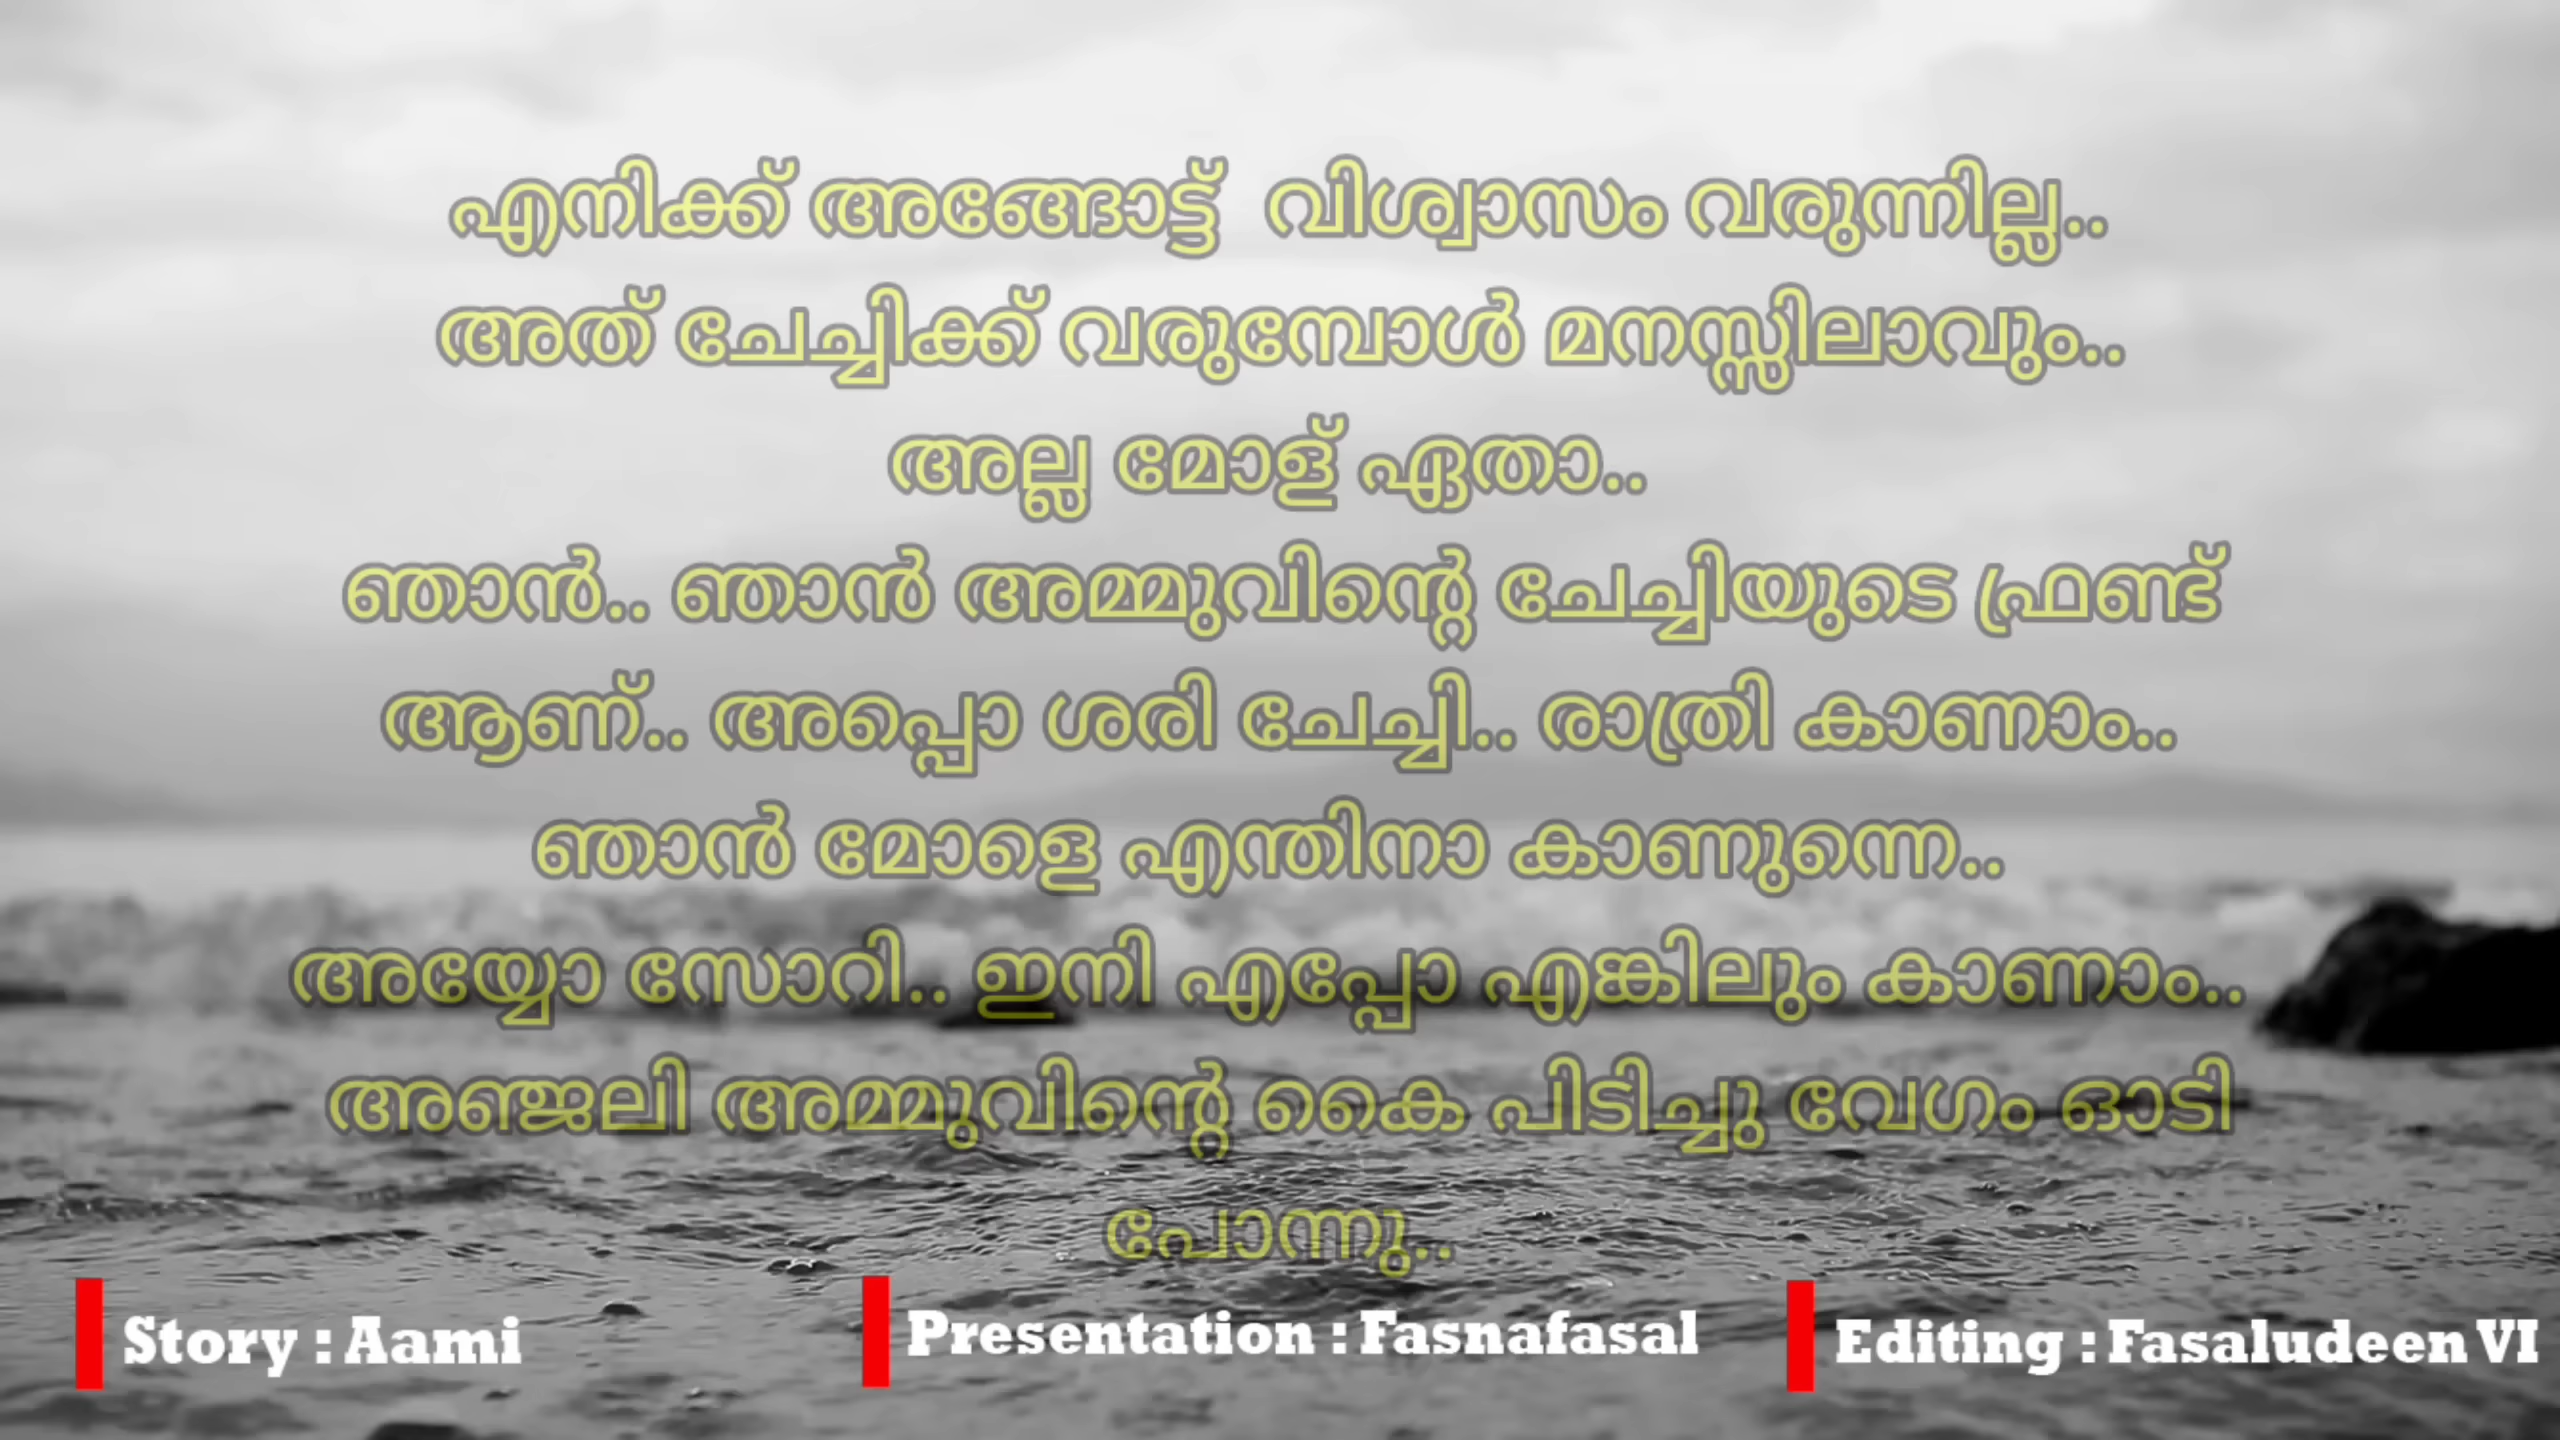 എനിക്ക് അങ്ങോട്ട് വിശ്വാസം വരുന്നില്ല..
അത് ചേച്ചിക്ക് വരുമ്പോൾ മനസ്സിലാവും..
അല്ല മോള് ഏതാ..
ഞാൻ.. ഞാൻ അമ്മുവിന്റെ ചേച്ചിയുടെ ഫ്രണ്ട്
ആണ്.. അപ്പൊ ശരി ചേച്ചി.. രാത്രി കാണാം..
ഞാൻ മോളെ എന്തിനാ കാണുന്നെ..
അയ്യോ സോറി.. ഇനി എപ്പോ എങ്കിലും കാണാം..
അഞ്ജലി അമ്മുവിന്റെ കൈ പിടിച്ചു വേഗം ഓടി
പോന്നു..
Story : Aami
Presentation : Fasnafasal
Editing : Fasaludeen VI